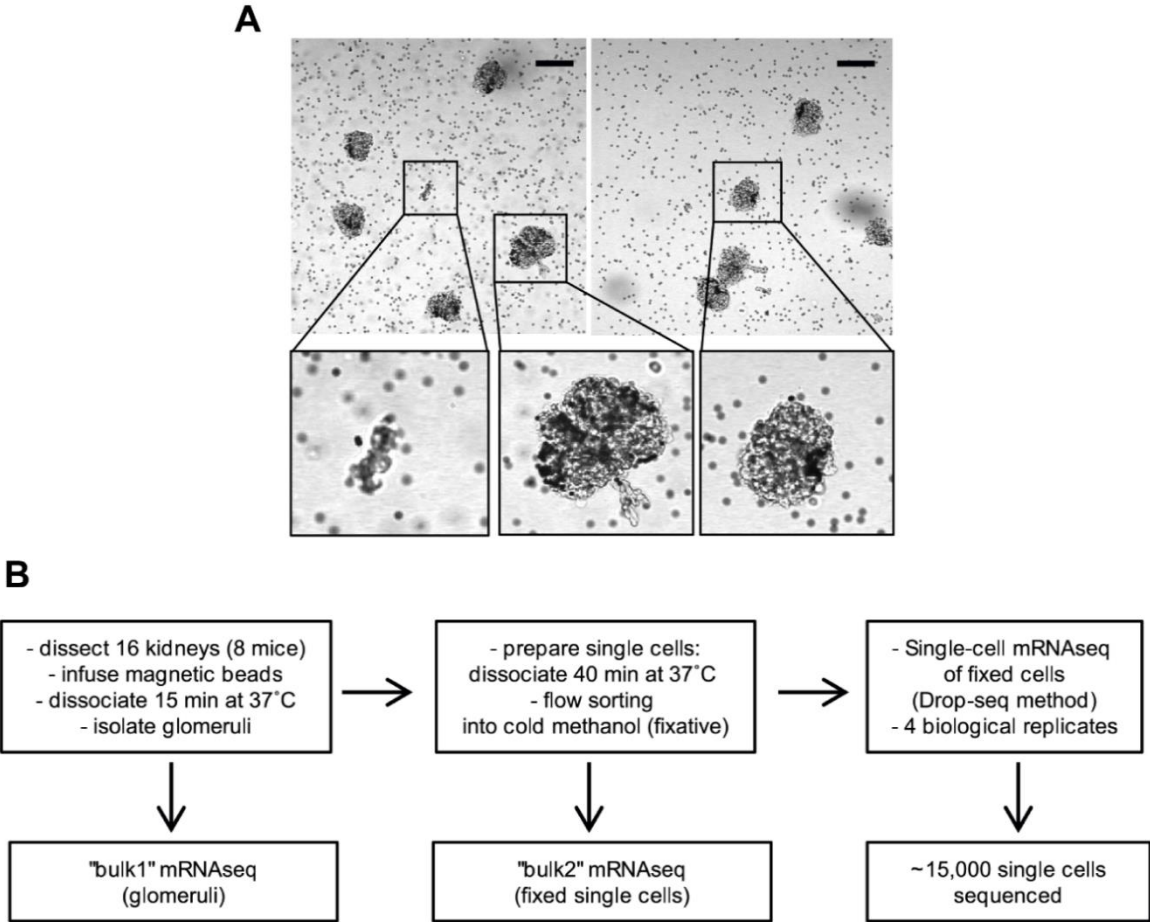 A
B
- dissect 16 kidneys (8 mice)
- infuse magnetic beads
- dissociate 15 min at 37˚C
- isolate glomeruli
- prepare single cells:
dissociate 40 min at 37˚C
- flow sorting
into cold methanol (fixative)
- Single-cell mRNAseq
of fixed cells
(Drop-seq method)
- 4 biological replicates
"bulk1" mRNAseq
(glomeruli)
"bulk2" mRNAseq
(fixed single cells)
~15,000 single cells
sequenced